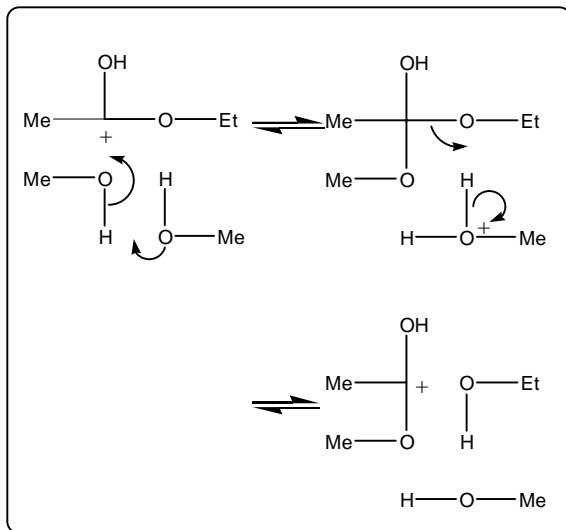 OH OH
Me O Et Me O Et
+
Me O H Me O H
H O Me H O + Me
OH
Me + O Et
Me O H
H O Me